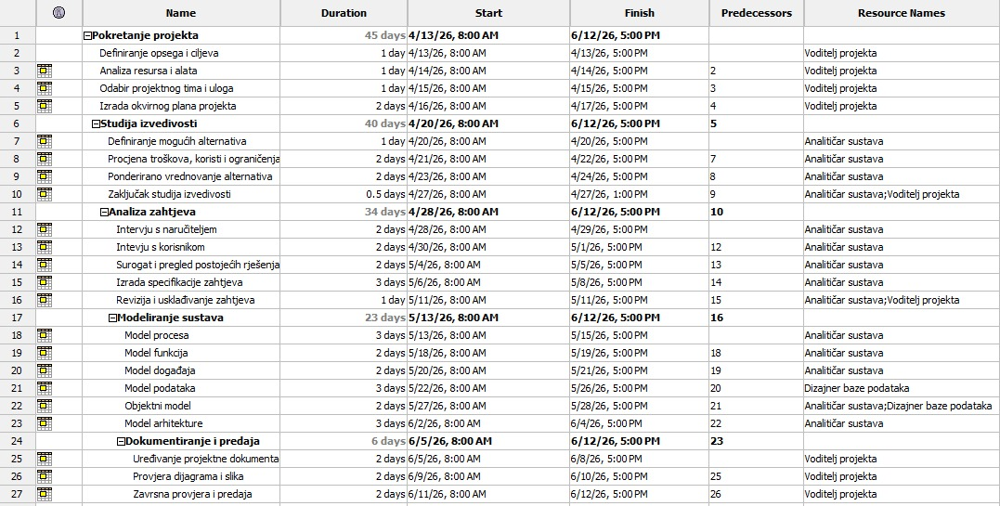 Name Duration Start Finish Predecessors Resource Names
1 Pokretanje projekta 45 days 4/13/26, 8:00 AM 6/12/26, 5:00 PM
2 Definiranje opsega i ciljeva 1 day 4/13/26, 8:00 AM 4/13/26, 5:00 PM Voditelj projekta
3 Analiza resursa i alata 1 day 4/14/26, 8:00 AM 4/14/26, 5:00 PM 2 Voditelj projekta
4 Odabir projektnog tima i uloga 1 day 4/15/26, 8:00 AM 4/15/26, 5:00 PM 3 Voditelj projekta
5 Izrada okvirnog plana projekta 2 days 4/16/26, 8:00 AM 4/17/26, 5:00 PM 4 Voditelj projekta
6 Studija izvedivosti 40 days 4/20/26, 8:00 AM 6/12/26, 5:00 PM 5
7 Definiranje mogućih alternativa 1 day 4/20/26, 8:00 AM 4/20/26, 5:00 PM Analitičar sustava
8 Procjena troškova, koristi i ograničenja 2 days 4/21/26, 8:00 AM 4/22/26, 5:00 PM 7 Analitičar sustava
9 Ponderirano vrednovanje alternativa 2 days 4/23/26, 8:00 AM 4/24/26, 5:00 PM 8 Analitičar sustava
10 Zaključak studija izvedivosti 0.5 days 4/27/26, 8:00 AM 4/27/26, 1:00 PM 9 Analitičar sustava;Voditelj projekta
11 Analiza zahtjeva 34 days 4/28/26, 8:00 AM 6/12/26, 5:00 PM 10
12 Intervju s naručiteljem 2 days 4/28/26, 8:00 AM 4/29/26, 5:00 PM Analitičar sustava
13 Intevju s korisnikom 2 days 4/30/26, 8:00 AM 5/1/26, 5:00 PM 12 Analitičar sustava
14 Surogat i pregled postojećih rješenja 2 days 5/4/26, 8:00 AM 5/5/26, 5:00 PM 13 Analitičar sustava
15 Izrada specifikacije zahtjeva 3 days 5/6/26, 8:00 AM 5/8/26, 5:00 PM 14 Analitičar sustava
16 Revizija i usklađivanje zahtjeva 1 day 5/11/26, 8:00 AM 5/11/26, 5:00 PM 15 Analitičar sustava;Voditelj projekta
17 Modeliranje sustava 23 days 5/13/26, 8:00 AM 6/12/26, 5:00 PM 16
18 Model procesa 3 days 5/13/26, 8:00 AM 5/15/26, 5:00 PM Analitičar sustava
19 Model funkcija 2 days 5/18/26, 8:00 AM 5/19/26, 5:00 PM 18 Analitičar sustava
20 Model događaja 2 days 5/20/26, 8:00 AM 5/21/26, 5:00 PM 19 Analitičar sustava
21 Model podataka 3 days 5/22/26, 8:00 AM 5/26/26, 5:00 PM 20 Dizajner baze podataka
22 Objektni model 2 days 5/27/26, 8:00 AM 5/28/26, 5:00 PM 21 Analitičar sustava;Dizajner baze podataka
23 Model arhitekture 3 days 6/2/26, 8:00 AM 6/4/26, 5:00 PM 22 Analitičar sustava
24 Dokumentiranje i predaja 6 days 6/5/26, 8:00 AM 6/12/26, 5:00 PM 23
25 Uređivanje projektne dokumenta 2 days 6/5/26, 8:00 AM 6/8/26, 5:00 PM Voditelj projekta
26 Provjera dijagrama i slika 2 days 6/9/26, 8:00 AM 6/10/26, 5:00 PM 25 Voditelj projekta
27 Zavrsna provjera i predaja 2 days 6/11/26, 8:00 AM 6/12/26, 5:00 PM 26 Voditelj projekta